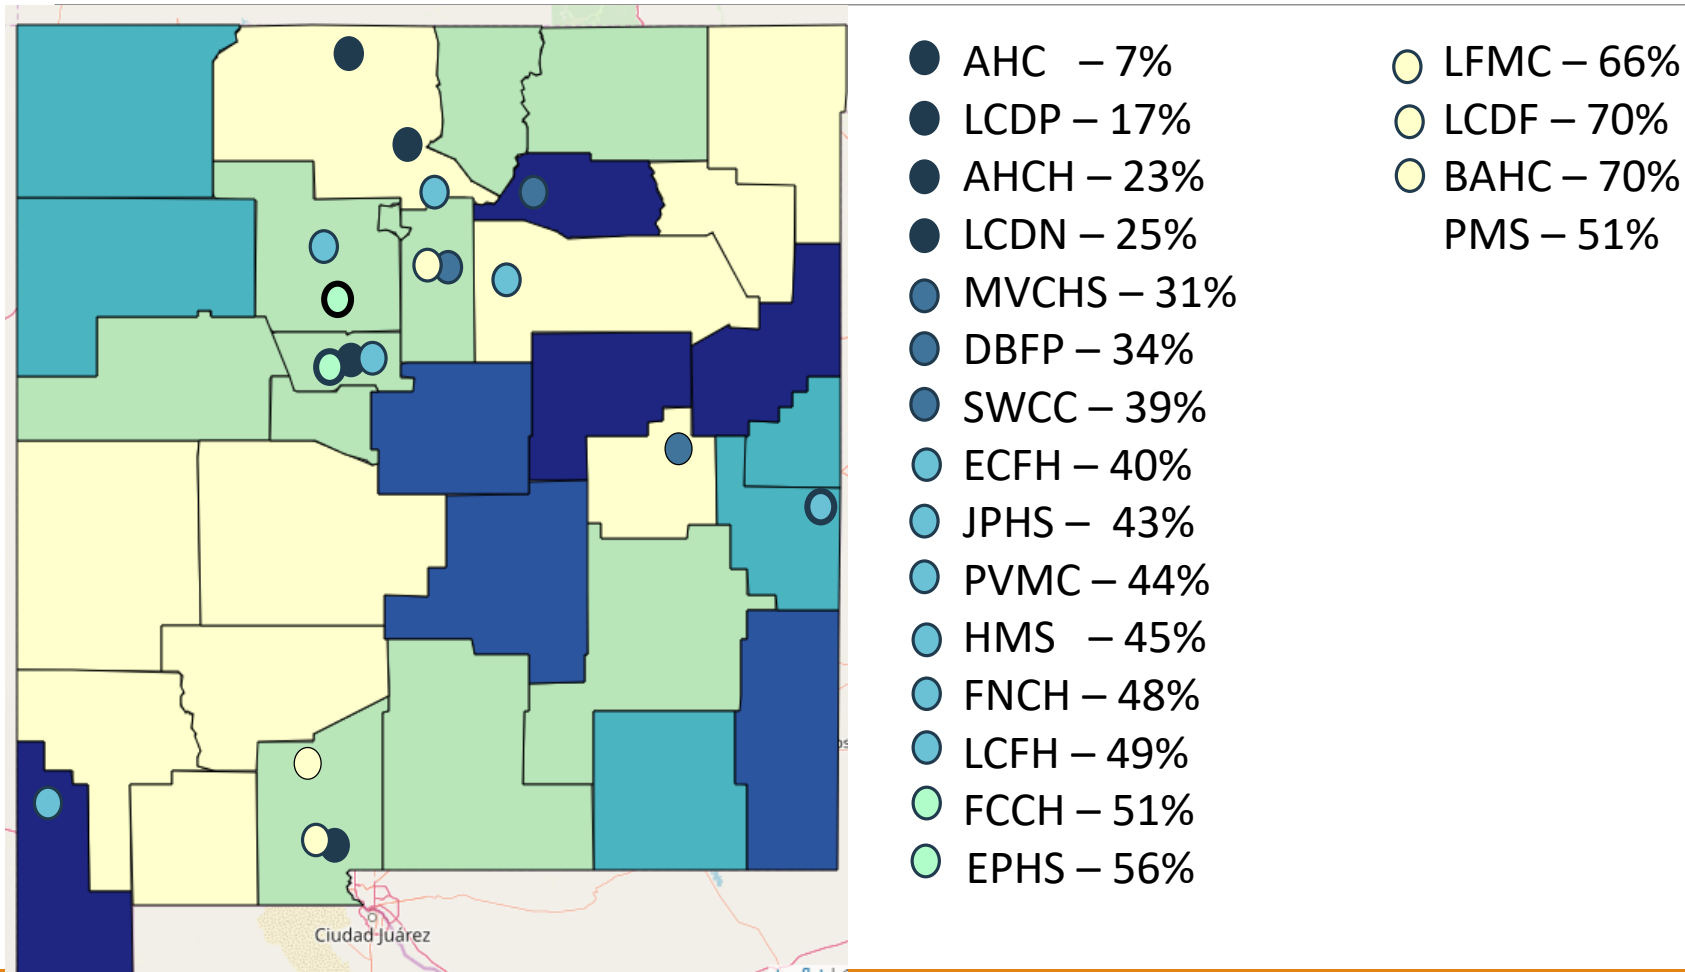 AHC – 7%
LCDP – 17%
AHCH – 23%
LCDN – 25%
MVCHS – 31%
DBFP – 34%
SWCC – 39%
ECFH – 40%
JPHS – 43%
PVMC – 44%
HMS – 45%
FNCH – 48%
LCFH – 49%
FCCH – 51%
EPHS – 56%
LFMC – 66%
LCDF – 70%
BAHC – 70%
PMS – 51%
Ciudad Juárez